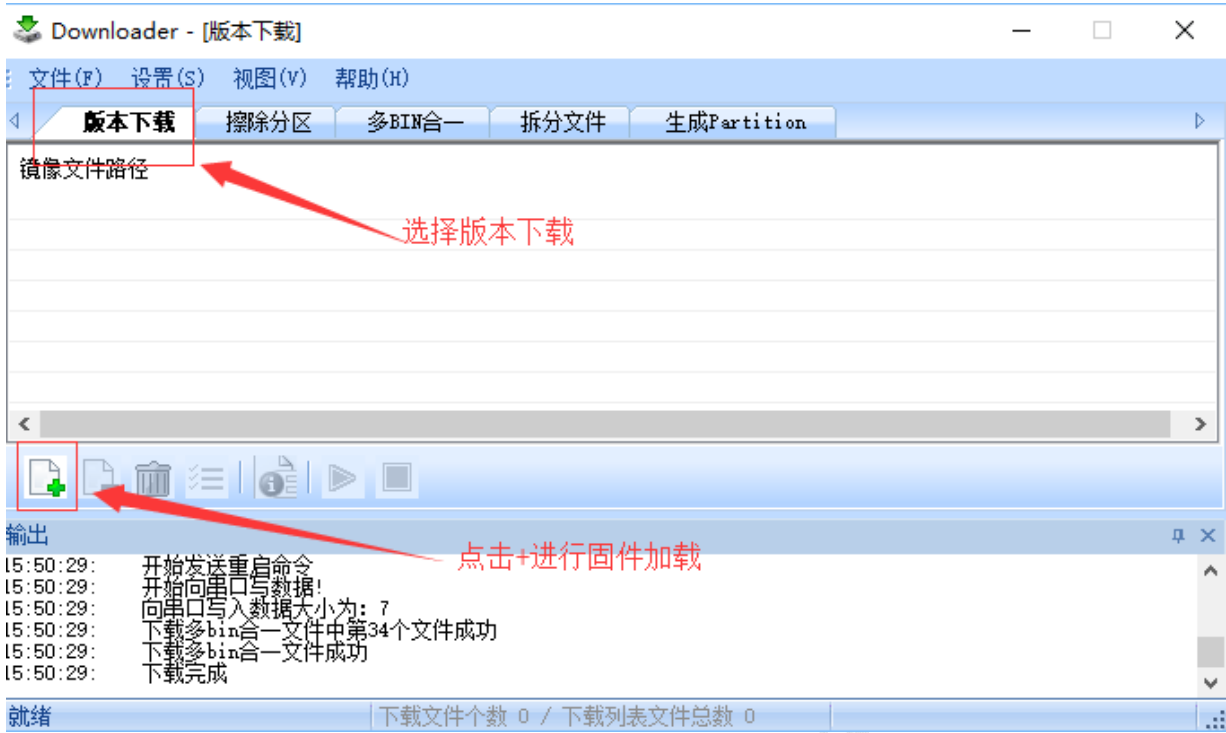 Downloader - [版本下载]
文件(F) 设置(S) 视图(V) 帮助(H)
版本下载 擦除分区 多BIN合一 拆分文件 生成Partition
镜像文件路径
选择版本下载
输出
点击+进行固件加载
15:50:29: 开始发送重启命令
15:50:29: 开始向串口写数据!
15:50:29: 向串口写入数据大小为: 7
15:50:29: 下载多bin合一文件中第34个文件成功
15:50:29: 下载多bin合一文件成功
15:50:29: 下载完成
就绪 下载文件个数 0 / 下载列表文件总数 0